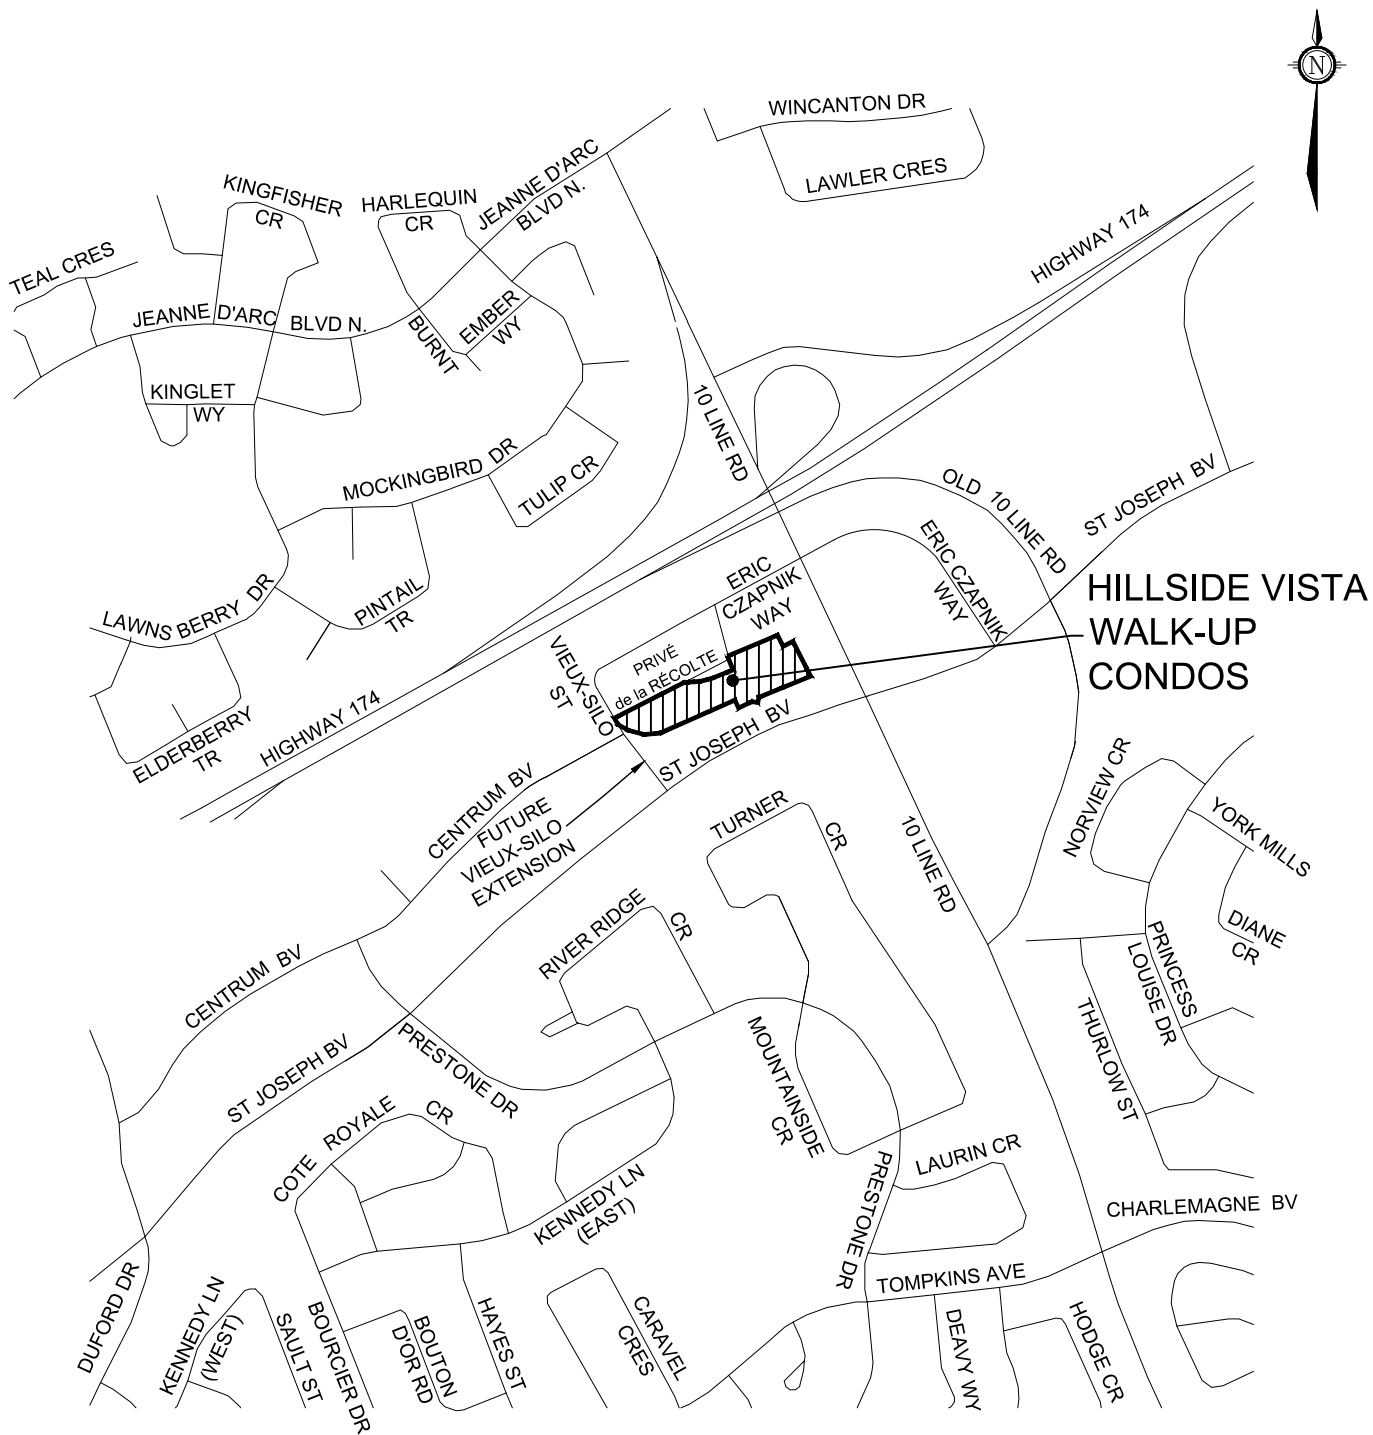 N
WINCANTON DR
LAWLER CRES
JEANNE D'ARC
BLVD N.
KINGFISHER
CR
HARLEQUIN
CR
TEAL CRES
JEANNE D'ARC BLVD N.
HIGHWAY 174
EMBER
WY
BURNT
KINGLET
WY
10 LINE RD
MOCKINGBIRD DR
TULIP CR
OLD 10 LINE RD
ST JOSEPH BV
ERIC CZAPNIK
WAY
ERIC
CZAPNIK
WAY
HILLSIDE VISTA
WALK-UP
CONDOS
LAWNSBERRY DR
PINTAIL
TR
VIEUX-SILO
ST
PRIVÉ
de la RÉCOLTE
ELDERBERRY
TR
HIGHWAY 174
ST JOSEPH BV
CENTRUM BV
FUTURE
VIEUX-SILO
EXTENSION
TURNER
CR
10 LINE RD
NORVIEW CR
YORK MILLS
DIANE
CR
RIVER RIDGE
CR
CENTRUM BV
PRINCESS
LOUISE DR
THURLOW ST
ST JOSEPH BV
PRESTONE DR
MOUNTAINSIDE
CR
COTE ROYALE CR
LAURIN CR
PRESTONE DR
KENNEDY LN
(EAST)
CHARLEMAGNE BV
TOMPKINS AVE
DUFORD DR
KENNEDY LN
(WEST)
SAULT ST
BOURCIER DR
BOUTON
D'OR RD
HAYES ST
CARAVEL
CRES
DEAVY WY
HODGE CR